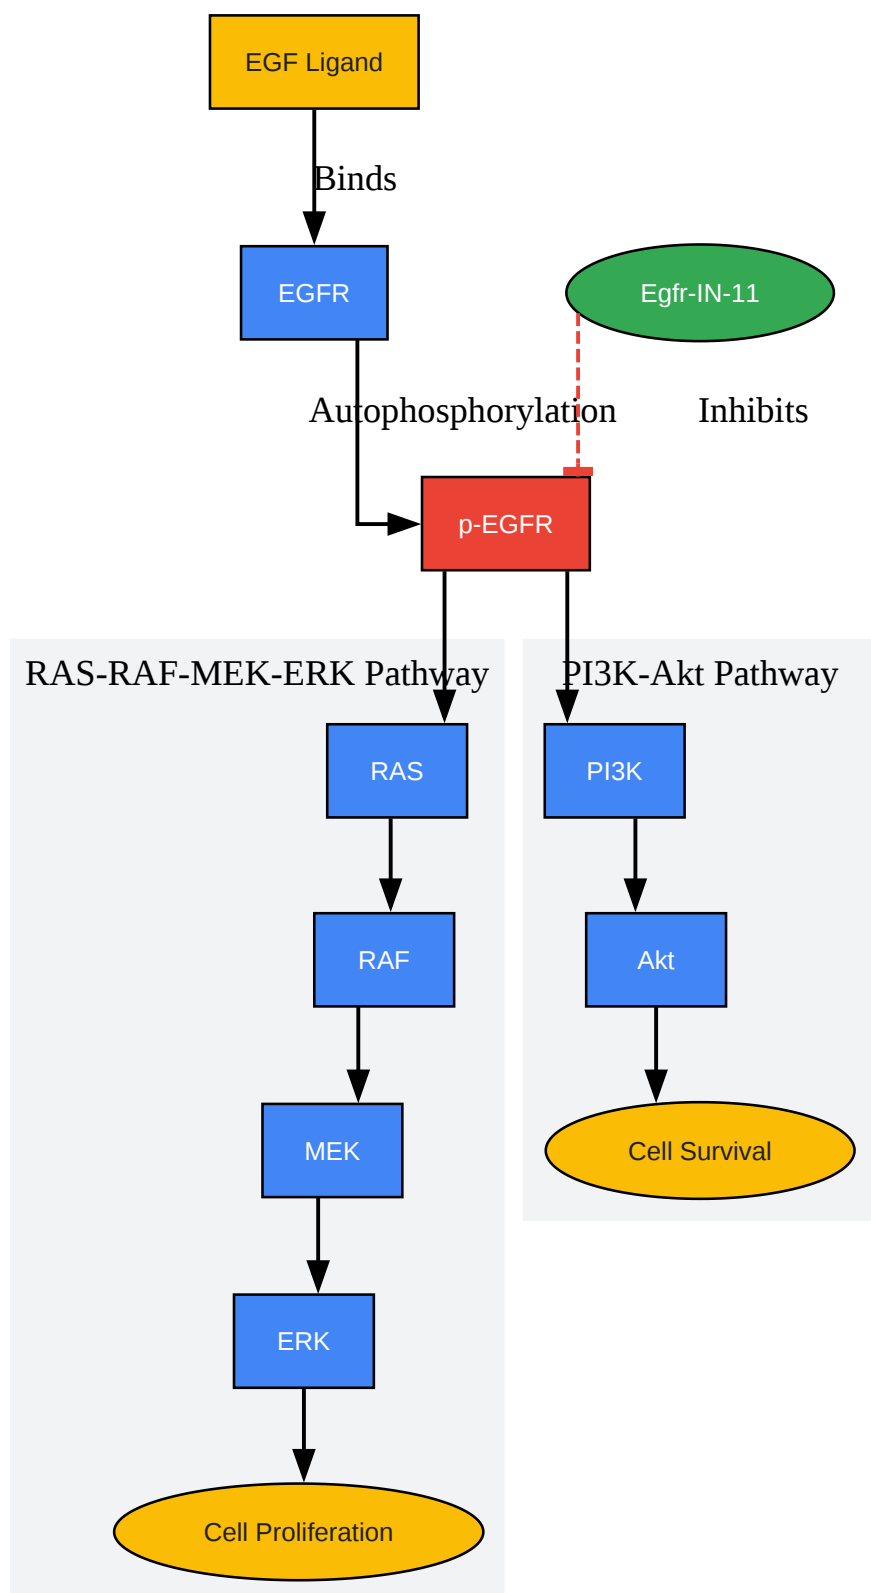 EGF Ligand
Binds
EGFR
Egfr-IN-11
Autophosphorylation
Inhibits
p-EGFR
RAS-RAF-MEK-ERK Pathway
PI3K-Akt Pathway
RAS
PI3K
RAF
Akt
MEK
Cell Survival
ERK
Cell Proliferation